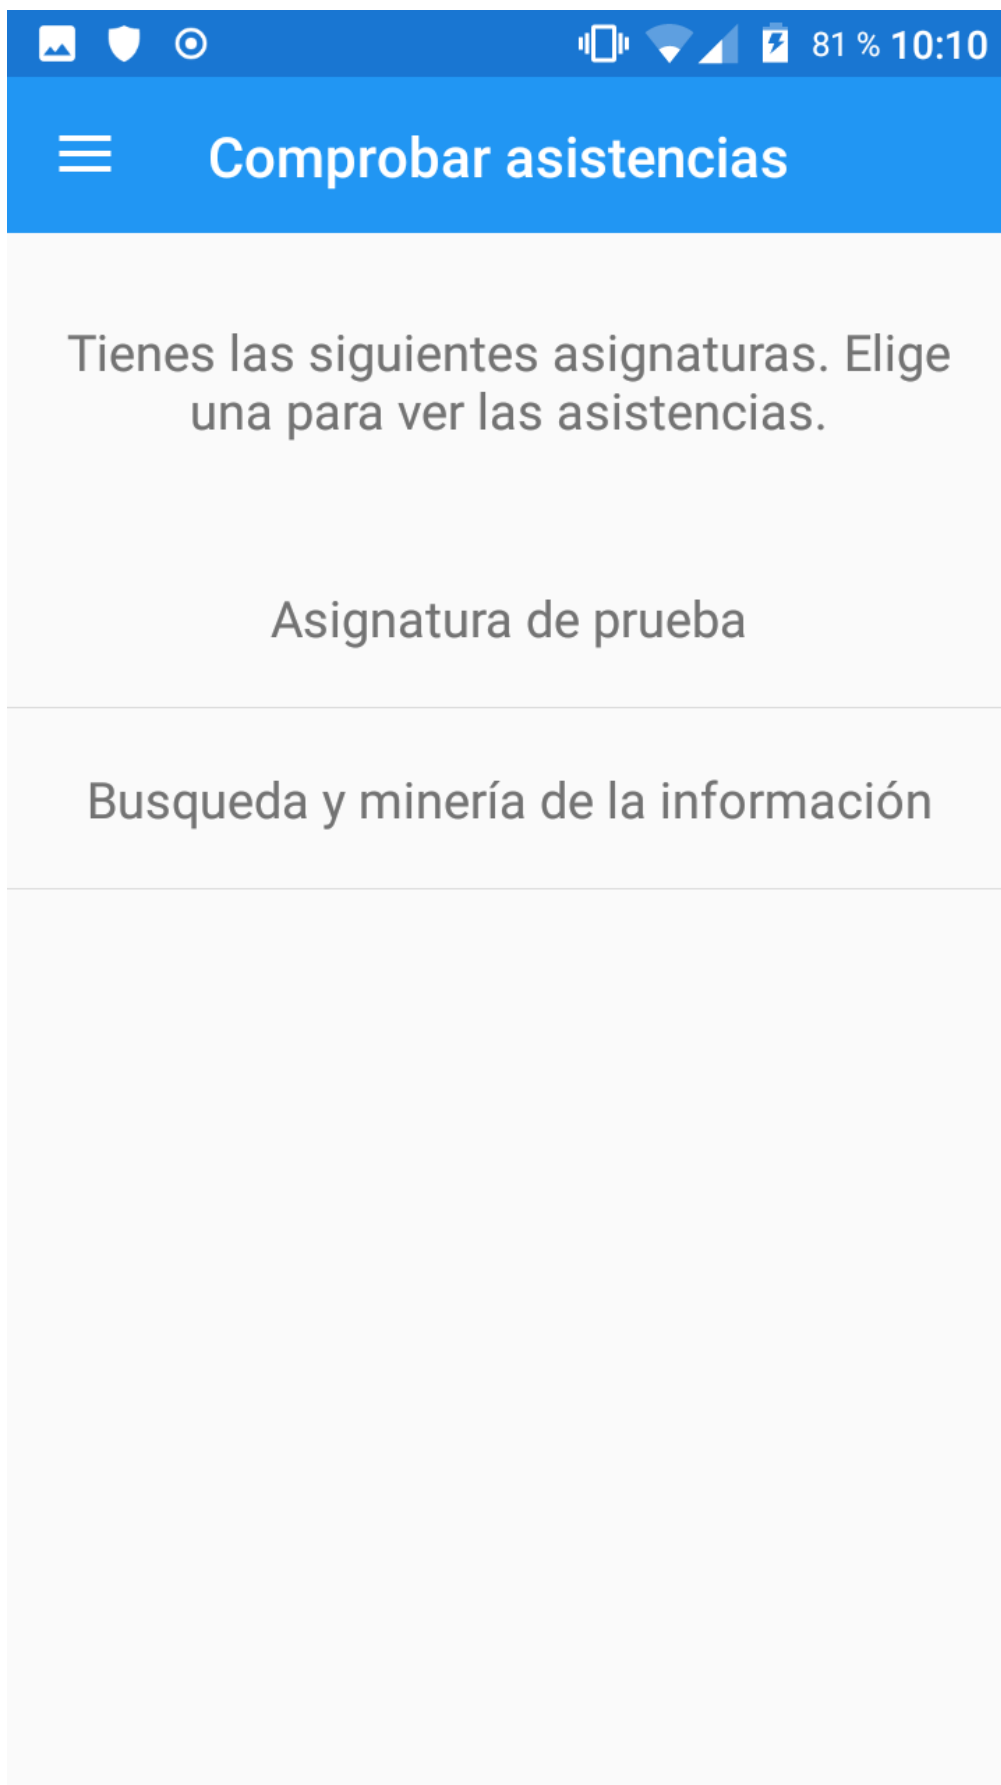 81 % 10:10
Comprobar asistencias
Tienes las siguientes asignaturas. Elige
una para ver las asistencias.
Asignatura de prueba
Busqueda y minería de la información